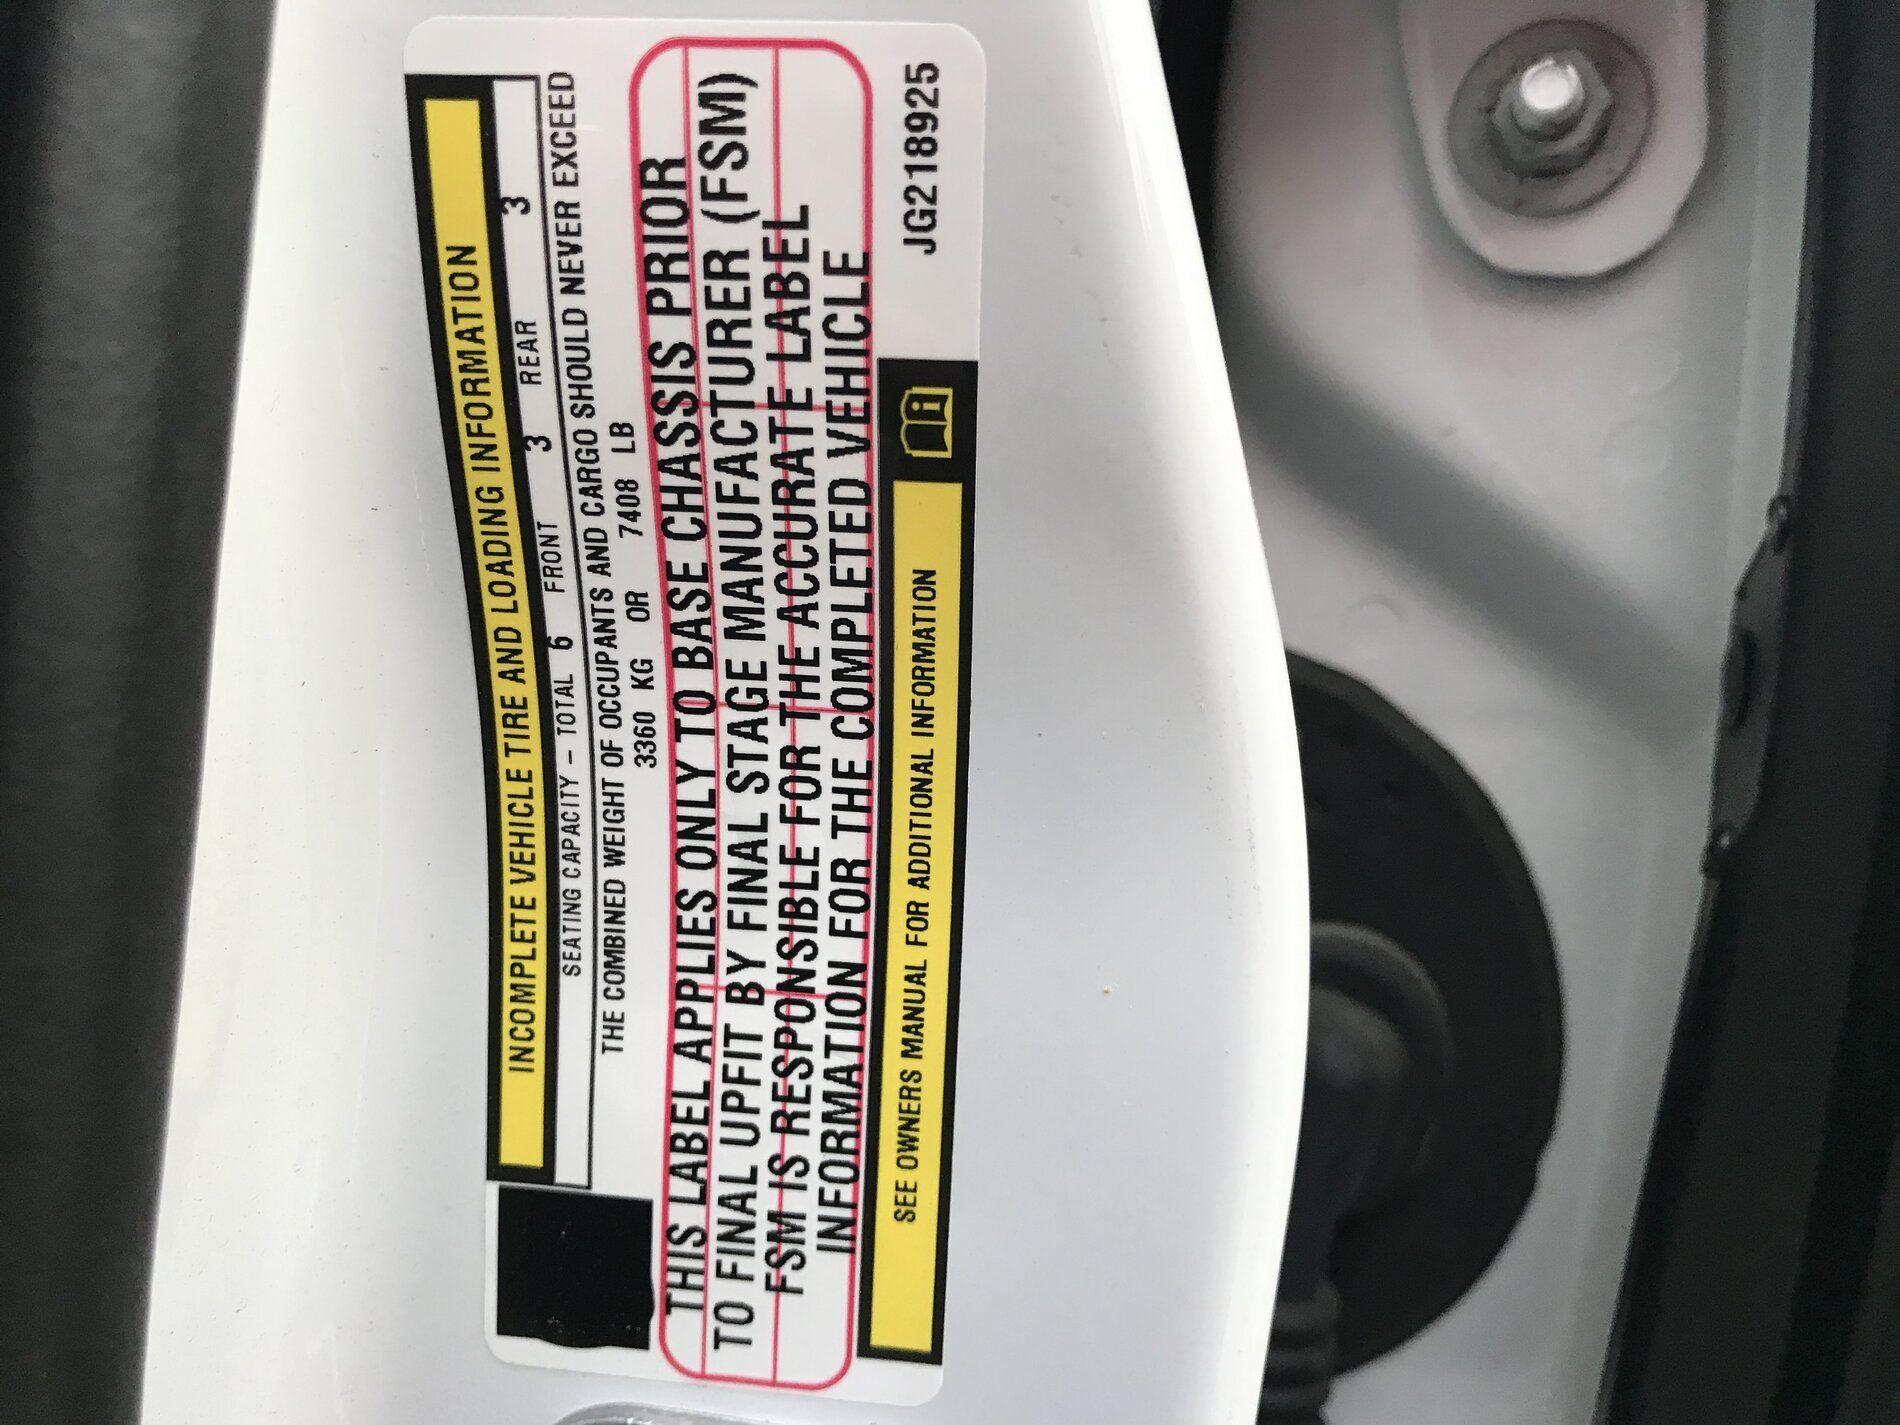 INCOMPLETE VEHICLE TIRE AND LOADING INFORMATION
SEATING CAPACITY - TOTAL 6 FRONT 3 REAR 3
THE COMBINED WEIGHT OF OCCUPANTS AND CARGO SHOULD NEVER EXCEED
3360 KG OR 7408 LB
THIS LABEL APPLIES ONLY TO BASE CHASSIS PRIOR
TO FINAL UPFIT BY FINAL STAGE MANUFACTURER (FSM)
FSM IS RESPONSIBLE FOR THE ACCURATE LABEL
INFORMATION FOR THE COMPLETED VEHICLE
SEE OWNERS MANUAL FOR ADDITIONAL INFORMATION
JG218925